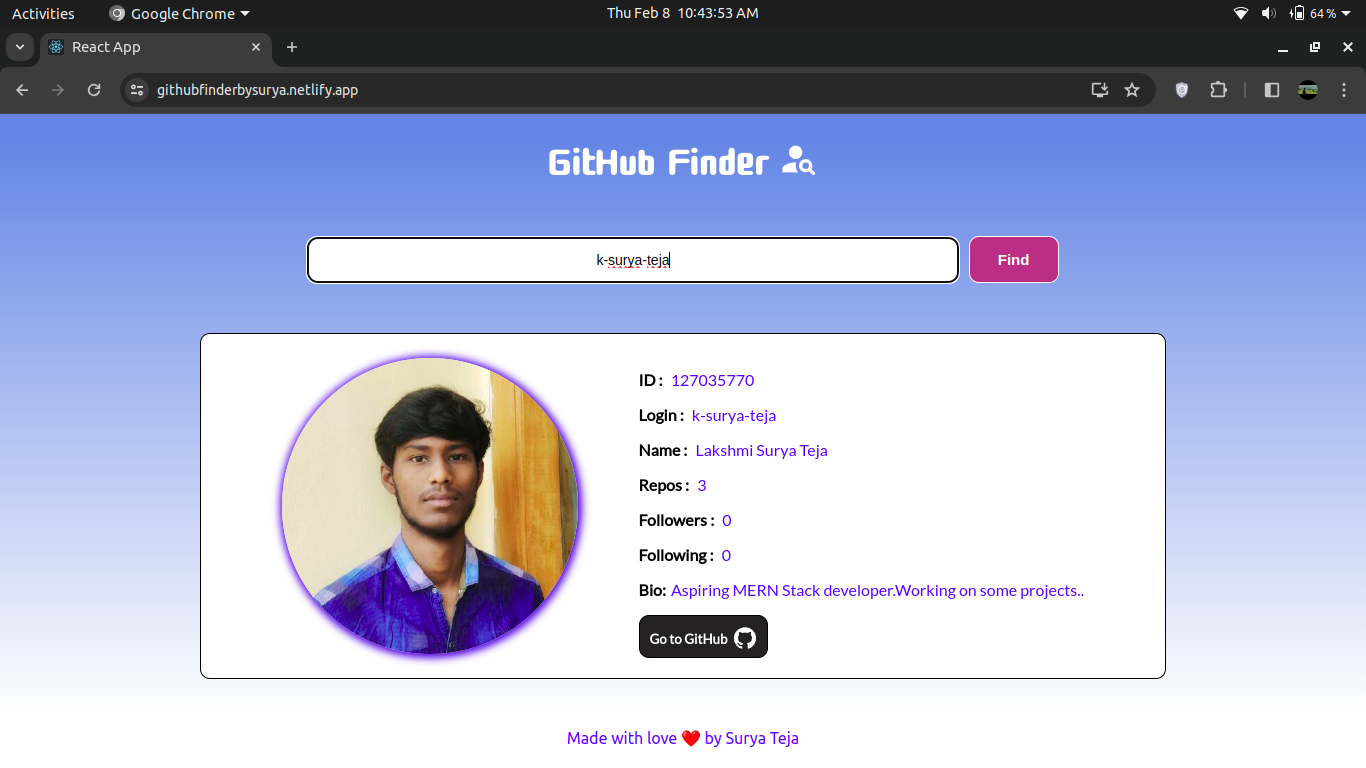 Activities Google Chrome Thu Feb 8 10:43:53 AM 64 %
React App
githubfinderbysurya.netlify.app
GitHub Finder
k-surya-teja Find
ID : 127035770
Login : k-surya-teja
Name : Lakshmi Surya Teja
Repos : 3
Followers : 0
Following : 0
Bio: Aspiring MERN Stack developer.Working on some projects..
Go to GitHub
Made with love ❤️ by Surya Teja